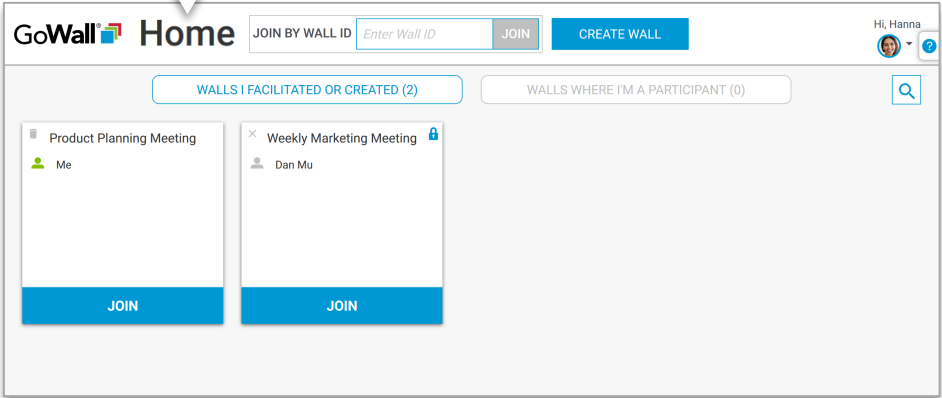 GoWall Home JOIN BY WALL ID Enter Wall ID JOIN CREATE WALL Hi, Hanna ?
WALLS I FACILITATED OR CREATED (2) WALLS WHERE I'M A PARTICIPANT (0)
Product Planning Meeting
Me
JOIN
Weekly Marketing Meeting
Dan Mu
JOIN